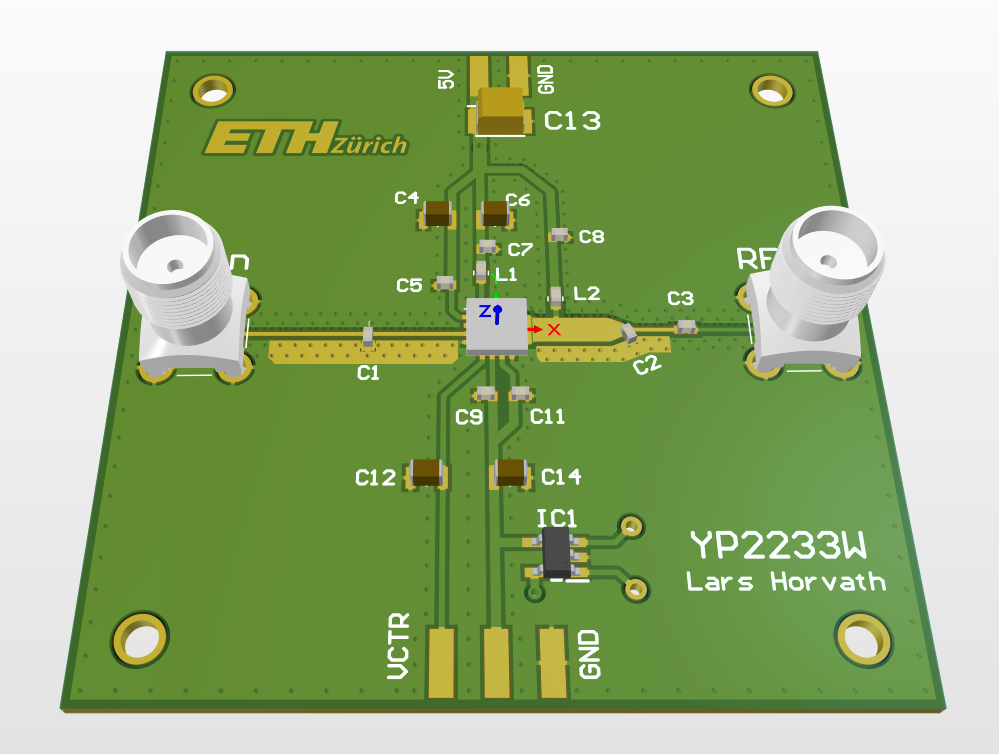 5V
GND
C13
ETH Zürich
C4
C6
C7
C8
L1
C5
L2
Z
X
C3
C1
C2
C9
C11
C12
C14
IC1
YP2233W
Lars Horvath
VCTR
GND